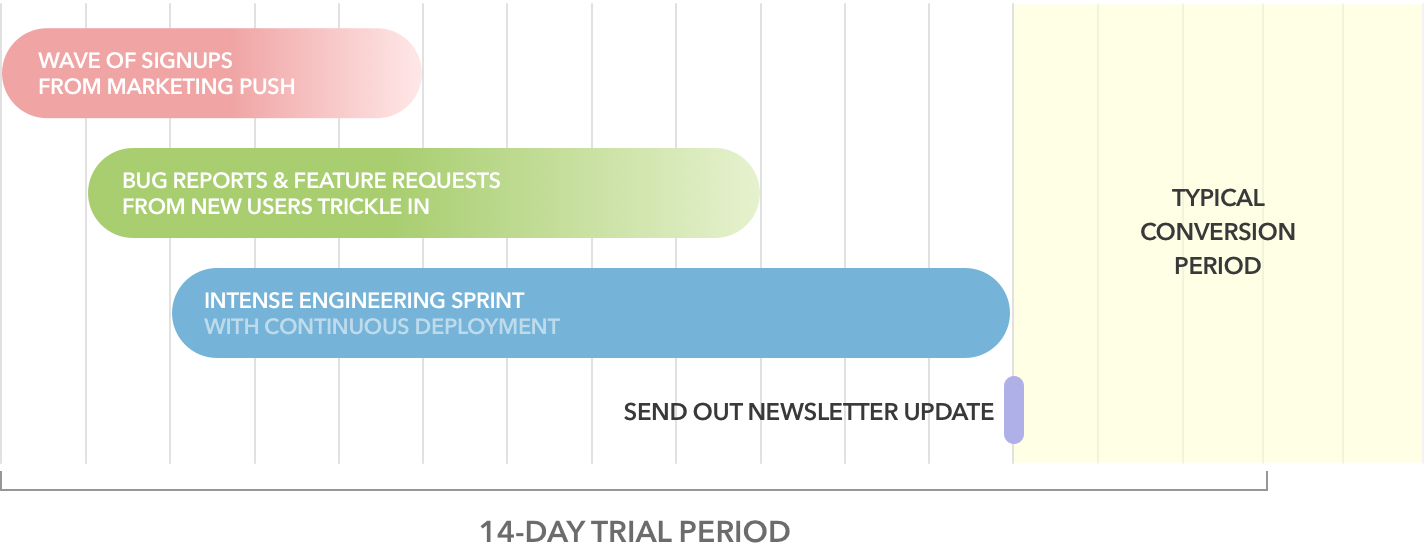 WAVE OF SIGNUPS
FROM MARKETING PUSH
BUG REPORTS & FEATURE REQUESTS
FROM NEW USERS TRICKLE IN
INTENSE ENGINEERING SPRINT
WITH CONTINUOUS DEPLOYMENT
SEND OUT NEWSLETTER UPDATE
TYPICAL
CONVERSION
PERIOD
14-DAY TRIAL PERIOD